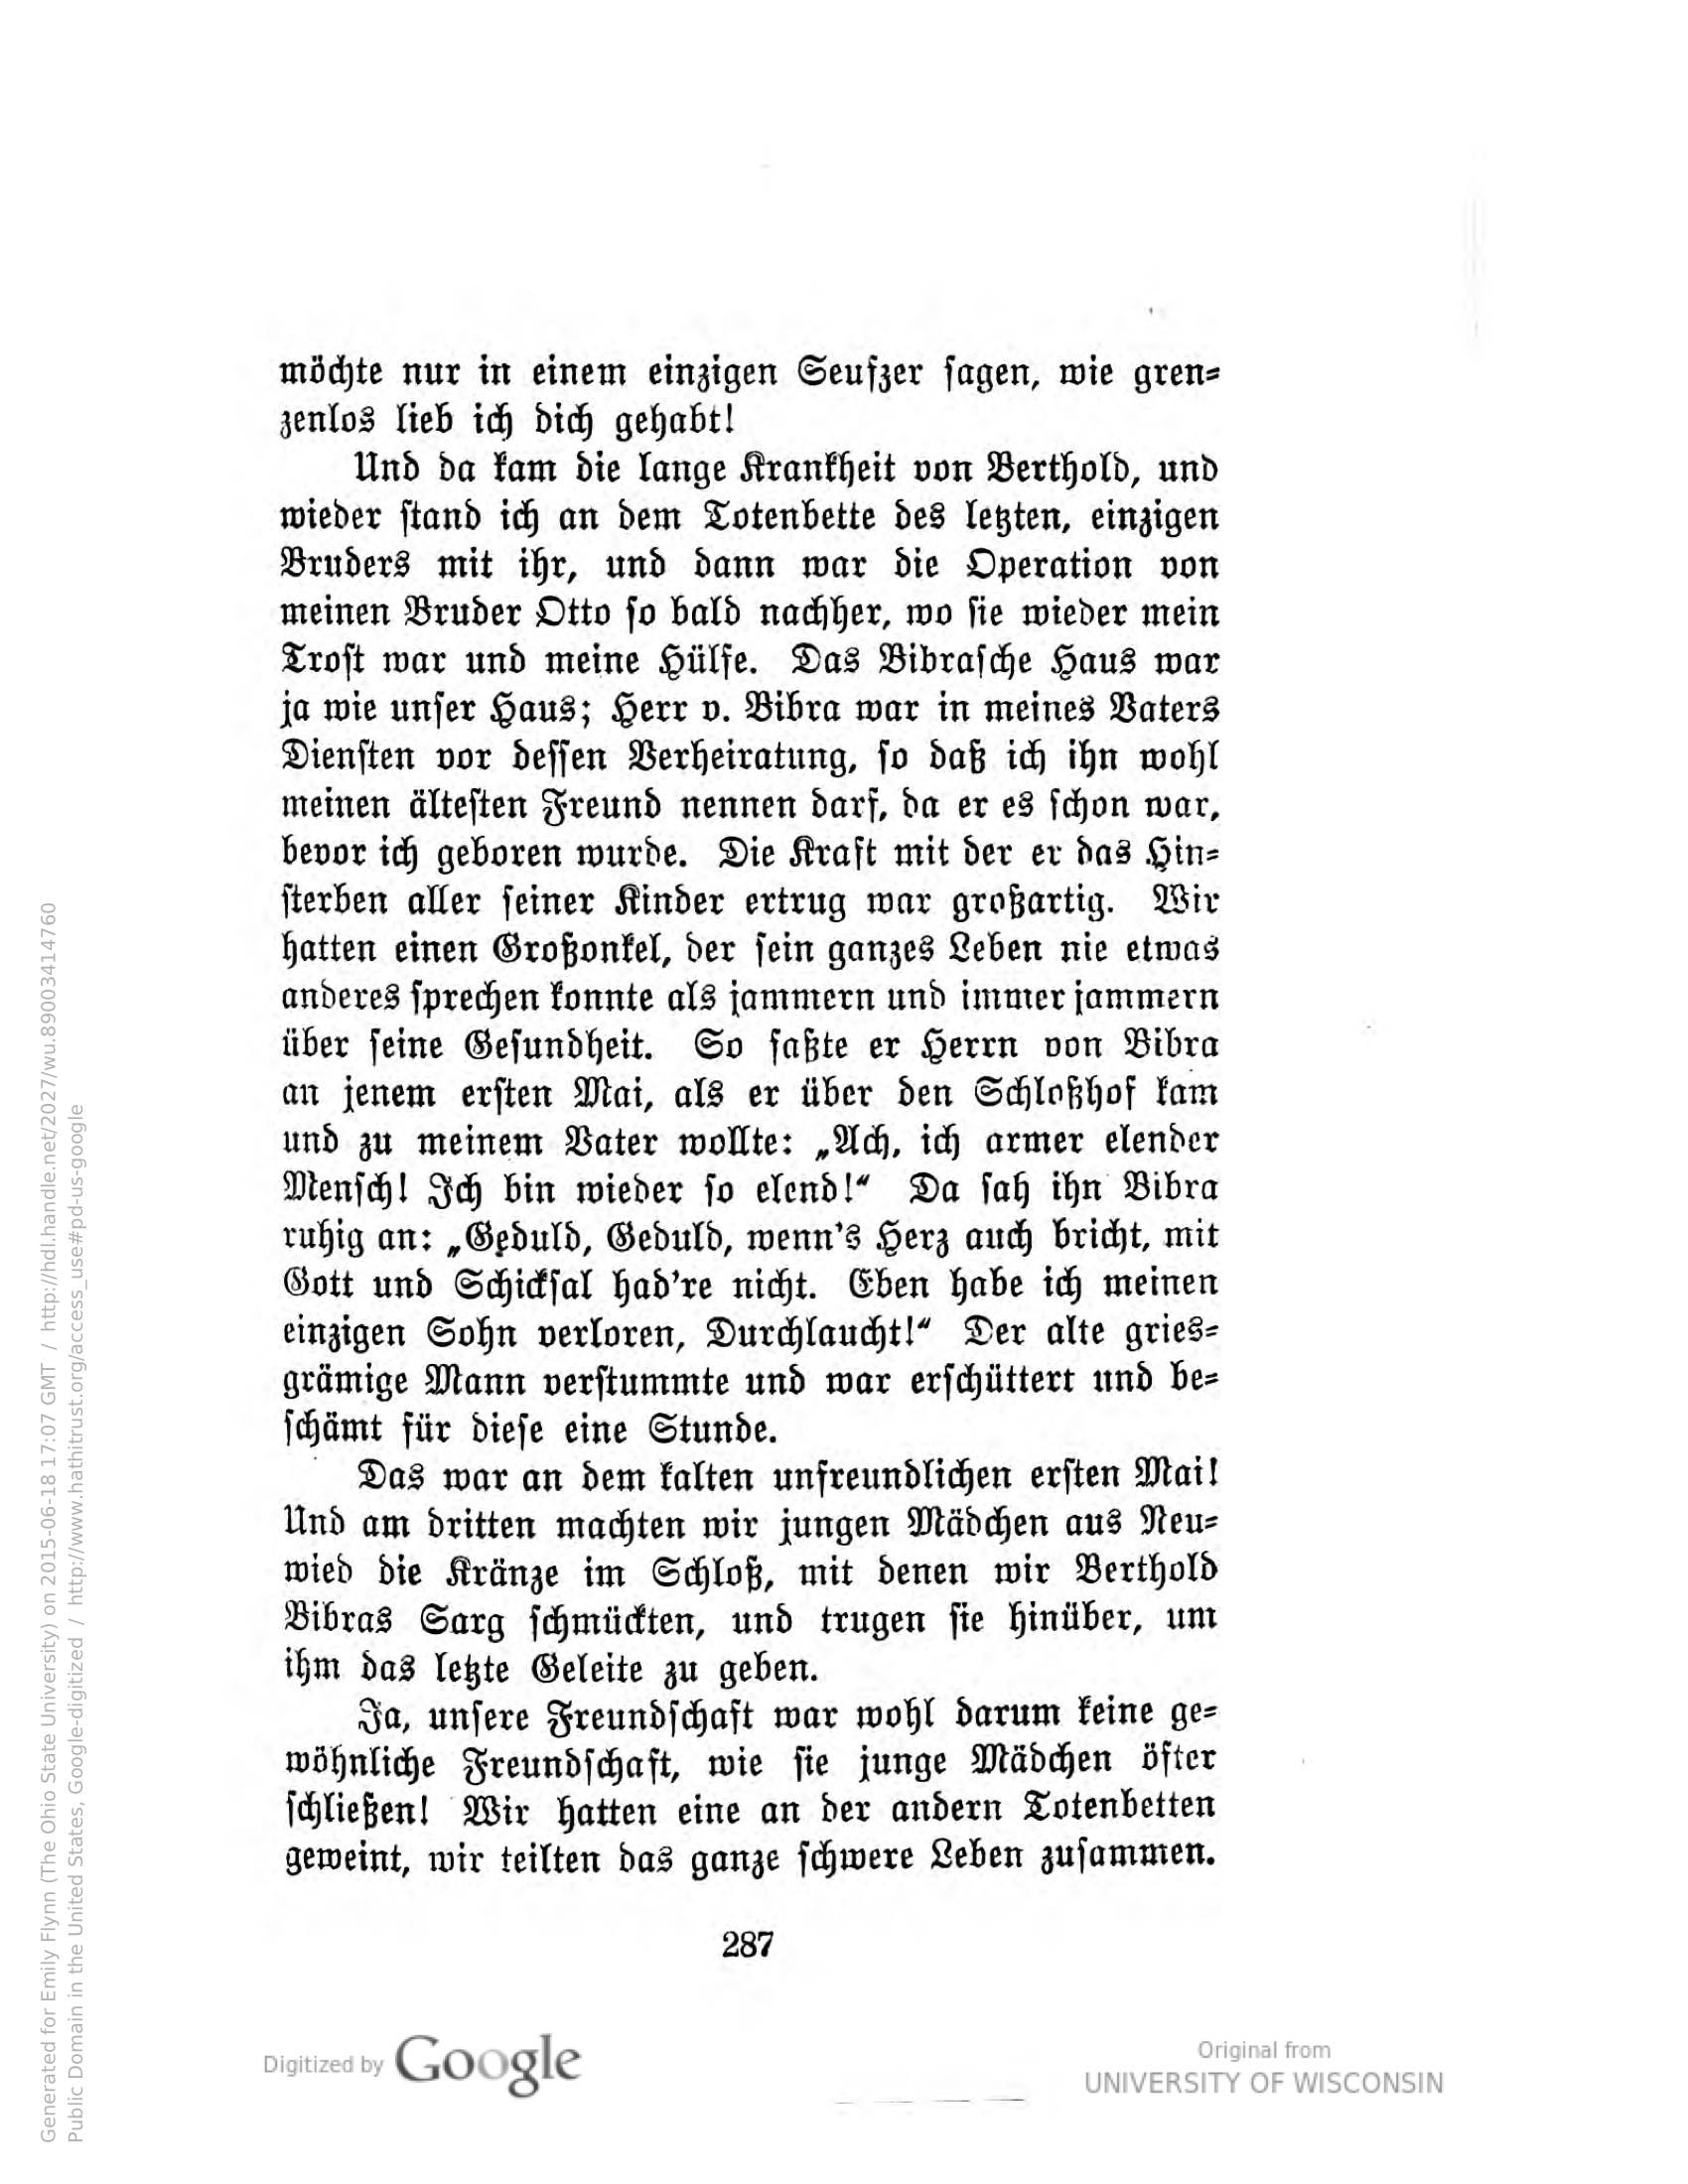 möchte nur in einem einzigen Seufzer sagen, wie gren-
zenlos lieb ich dich gehabt!
Und da kam die lange Krankheit von Berthold, und
wieder stand ich an dem Totenbette des letzten, einzigen
Bruders mit ihr, und dann war die Operation von
meinen Bruder Otto so bald nachher, wo sie wieder mein
Trost war und meine Hülfe. Das Bibrasche Haus war
ja wie unser Haus; Herr v. Bibra war in meines Vaters
Diensten vor dessen Verheiratung, so daß ich ihn wohl
meinen ältesten Freund nennen darf, da er es schon war,
bevor ich geboren wurde. Die Kraft mit der er das Hin-
sterben aller seiner Kinder ertrug war großartig. Wir
hatten einen Großonkel, der sein ganzes Leben nie etwas
anderes sprechen konnte als jammern und immer jammern
über seine Gesundheit. So faßte er Herrn von Bibra
an jenem ersten Mai, als er über den Schloßhof kam
und zu meinem Vater wollte: „Ach, ich armer elender
Mensch! Ich bin wieder so elend!“ Da sah ihn Bibra
ruhig an: „Geduld, Geduld, wenn's Herz auch bricht, mit
Gott und Schicksal had're nicht. Eben habe ich meinen
einzigen Sohn verloren, Durchlaucht!“ Der alte gries-
grämige Mann verstummte und war erschüttert und be-
schämt für diese eine Stunde.
Das war an dem kalten unfreundlichen ersten Mai!
Und am dritten machten wir jungen Mädchen aus Neu-
wied die Kränze im Schloß, mit denen wir Berthold
Bibras Sarg schmückten, und trugen sie hinüber, um
ihm das letzte Geleite zu geben.
Ja, unsere Freundschaft war wohl darum keine ge-
wöhnliche Freundschaft, wie sie junge Mädchen öfter
schließen! Wir hatten eine an der andern Totenbetten
geweint, wir teilten das ganze schwere Leben zusammen.
287
Digitized by Google
Original from
UNIVERSITY OF WISCONSIN
Generated for Emily Flynn (The Ohio State University) on 2015-06-18 17:07 GMT / http://hdl.handle.net/2027/wu.89003414760
Public Domain in the United States, Google-digitized / http://www.hathitrust.org/access_use#pd-us-google